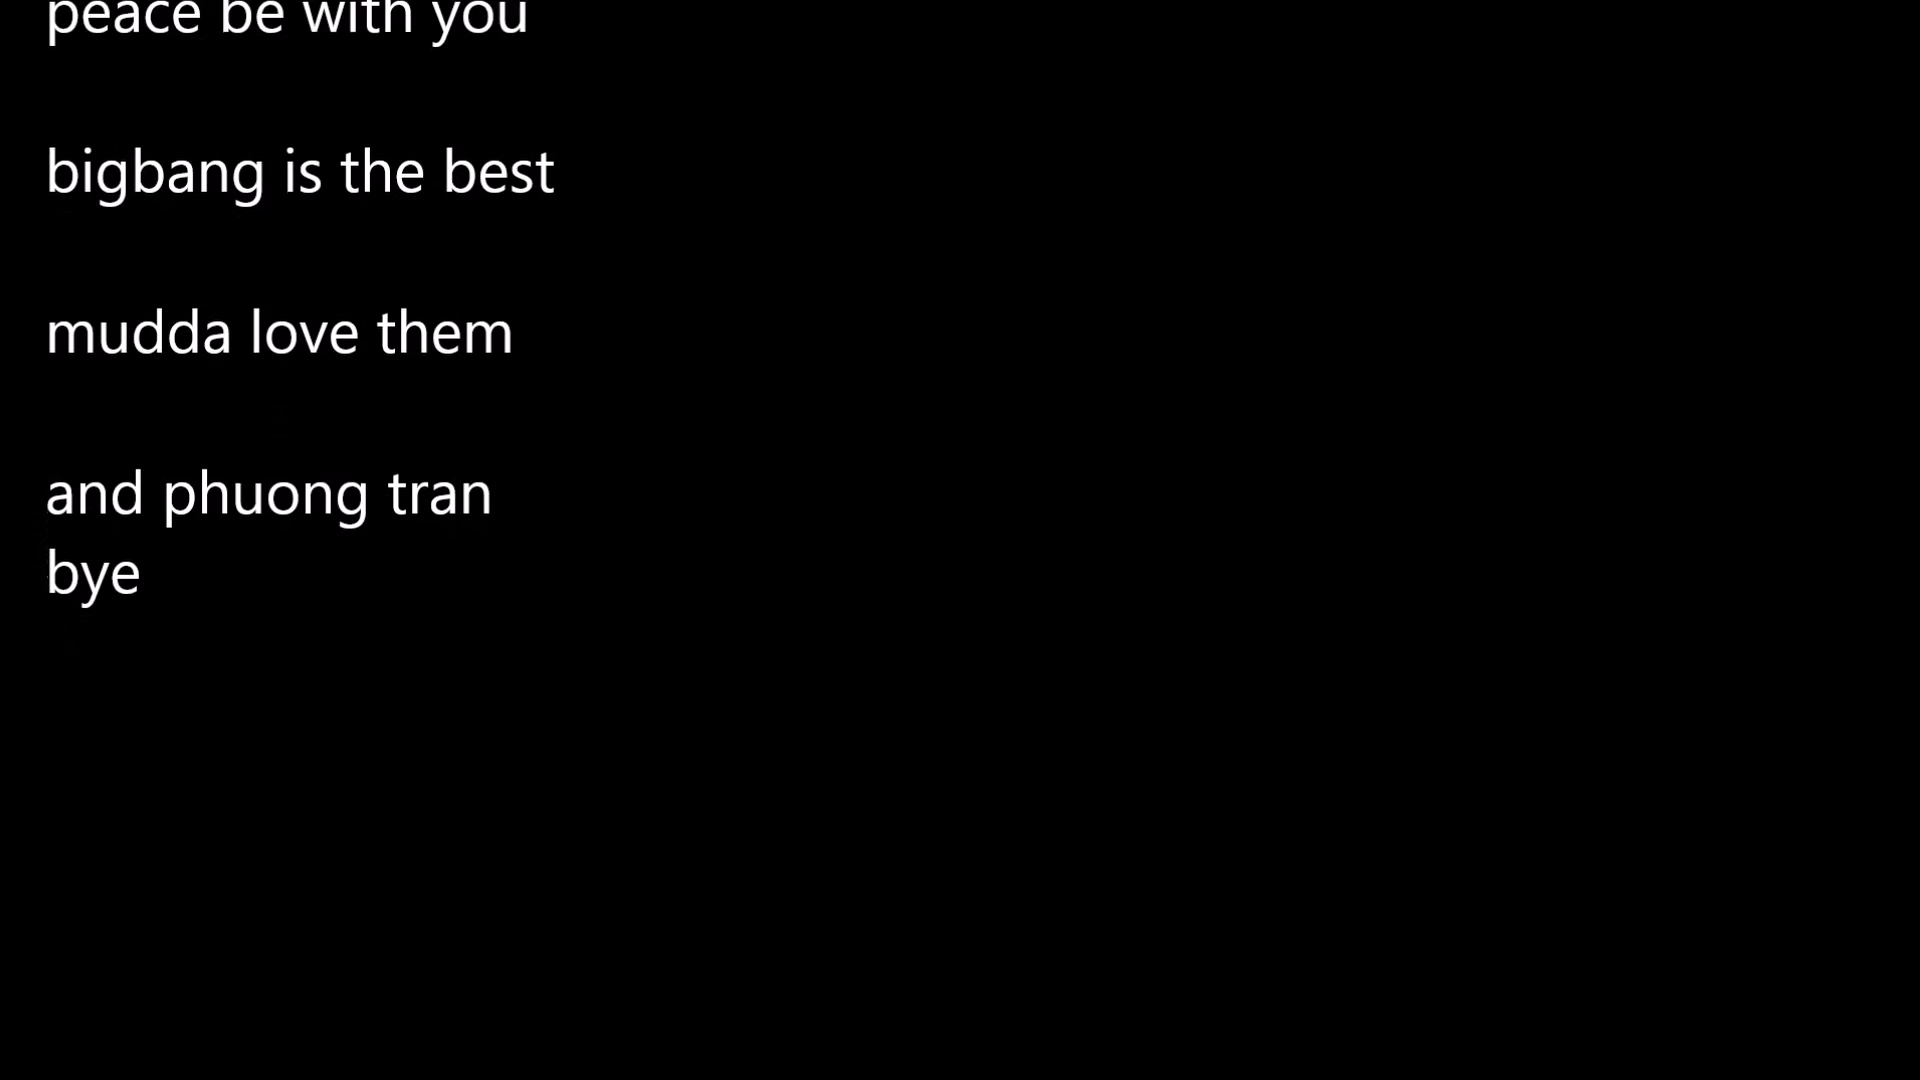 peace be with you
bigbang is the best
mudda love them
and phuong tran
bye